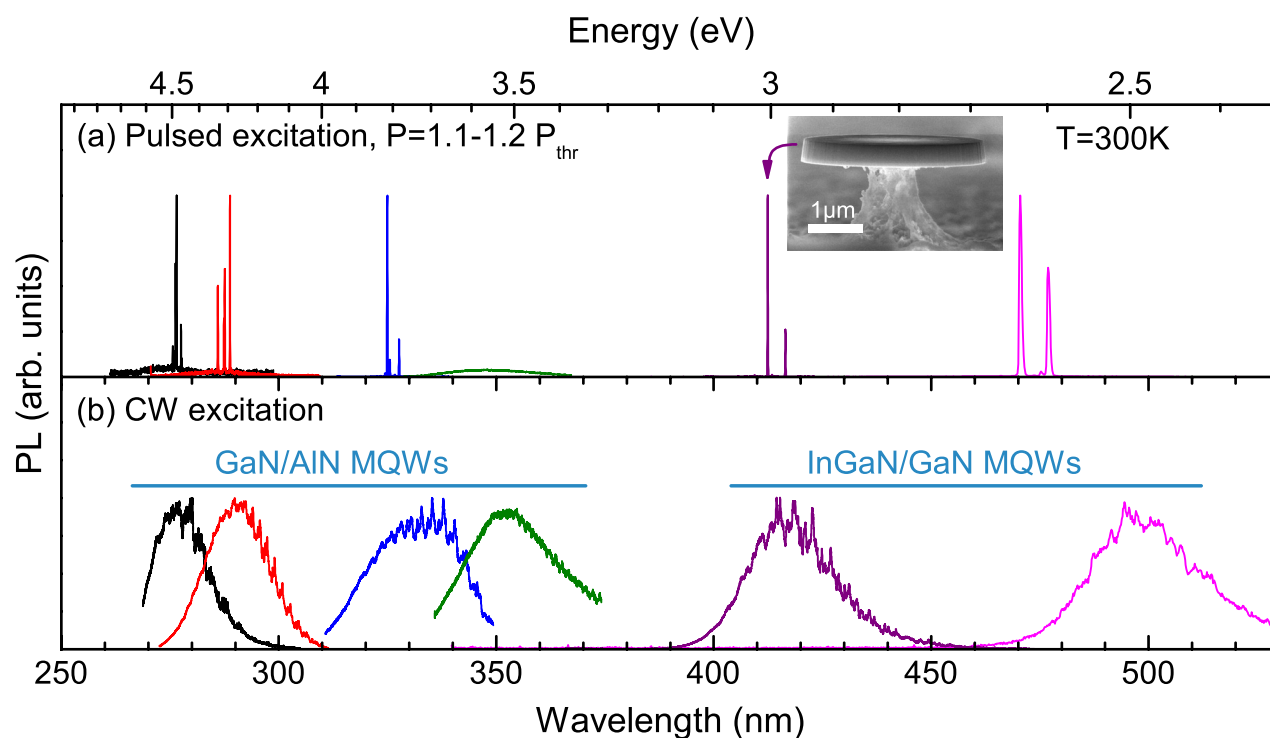 Energy (eV)
4.5 4 3.5 3 2.5
(a) Pulsed excitation, P=1.1-1.2 Pthr
T=300K
1μm
PL (arb. units)
(b) CW excitation
GaN/AlN MQWs
InGaN/GaN MQWs
250 300 350 400 450 500
Wavelength (nm)